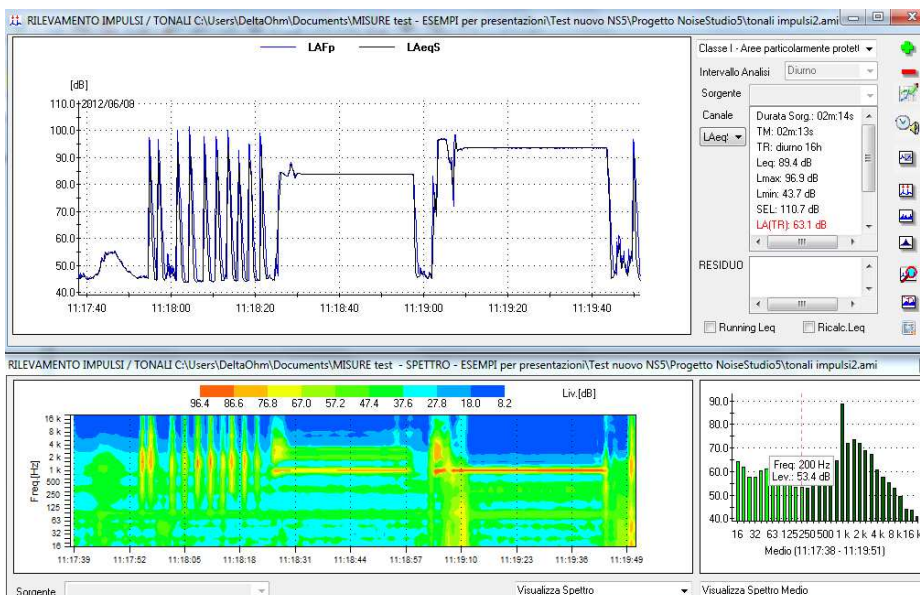 RILEVAMENTO IMPULSI / TONALI C:\Users\DeltaOhm\Documents\MISURE test - ESEMPI per presentazioni\Test nuovo NS5\Progetto NoiseStudio5\tonali impulsi2.ami
LAFp LAeqS
[dB]
110.0 2012/06/08
100.0
90.0
80.0
70.0
60.0
50.0
40.0
11:17:40 11:18:00 11:18:20 11:18:40 11:19:00 11:19:20 11:19:40
Classe I - Aree particolarmente protett
Intervallo Analisi Diurno
Sorgente
Canale
LAeq'
Durata Sorg.: 02m:14s
TM: 02m:13s
TR: diurno 16h
Leq: 89.4 dB
Lmax: 96.9 dB
Lmin: 43.7 dB
SEL: 110.7 dB
LA(TR): 63.1 dB
RESIDUO
Running Leq Ricalc.Leq
RILEVAMENTO IMPULSI / TONALI C:\Users\DeltaOhm\Documents\MISURE test - SPETTRO - ESEMPI per presentazioni\Test nuovo NS5\Progetto NoiseStudio5\tonali impulsi2.ami
96.4 86.6 76.8 67.0 57.2 47.4 37.6 27.8 18.0 8.2
Liv.[dB]
Freq.[Hz]
16 k
8 k
4 k
2 k
1 k
500
250
125
63
32
16
11:17:39 11:17:52 11:18:05 11:18:18 11:18:31 11:18:44 11:18:57 11:19:10 11:19:23 11:19:36 11:19:49
90.0
80.0
70.0
60.0
50.0
40.0
Freq: 200 Hz
Lev.: 53.4 dB
16 32 63 125 250 500 1 k 2 k 4 k 8 k 16 k
Medio (11:17:38 - 11:19:51)
Sorgente
Visualizza Spettro
Visualizza Spettro Medio